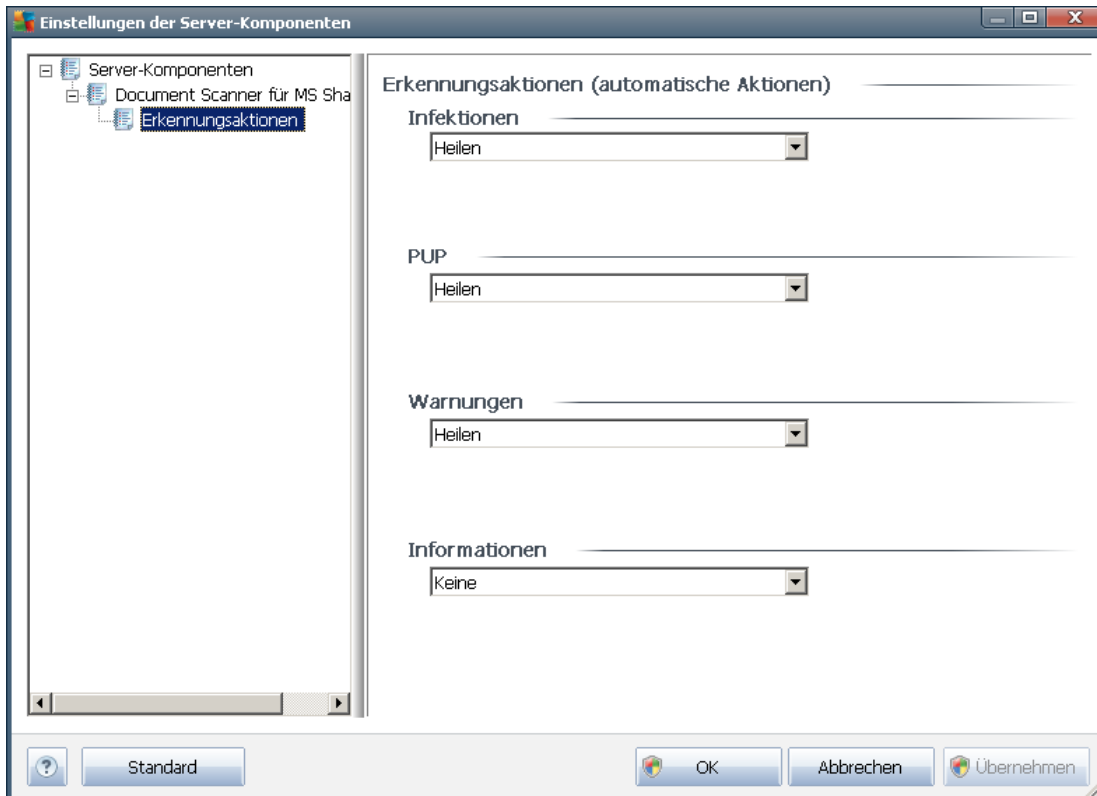 Einstellungen der Server-Komponenten
Server-Komponenten
Document Scanner für MS Sha
Erkennungsaktionen
Erkennungsaktionen (automatische Aktionen)
Infektionen
Heilen
PUP
Heilen
Warnungen
Heilen
Informationen
Keine
?
Standard
OK
Abbrechen
Übernehmen